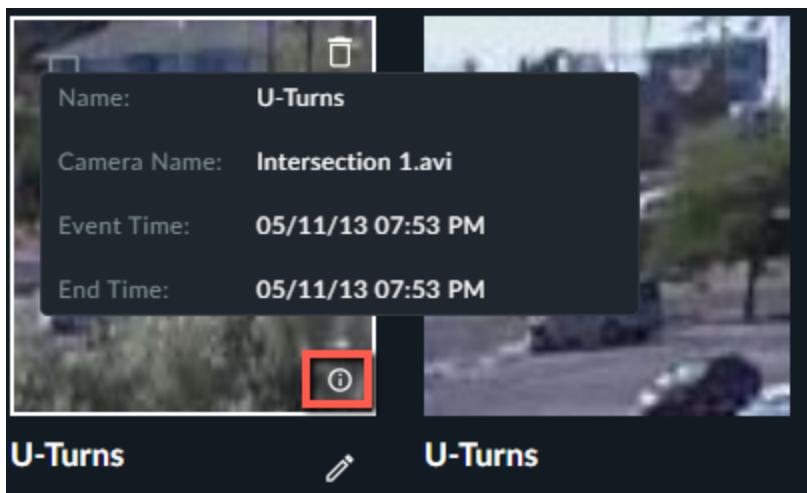 Name: U-Turns
Camera Name: Intersection 1.avi
Event Time: 05/11/13 07:53 PM
End Time: 05/11/13 07:53 PM
U-Turns
U-Turns